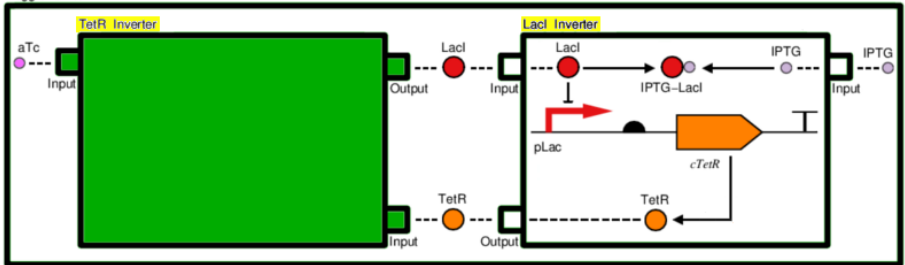 TetR Inverter
LacI Inverter
aTc
LacI
LacI
IPTG
IPTG
Input
Output
Input
IPTG–LacI
Input
pLac
cTetR
TetR
TetR
Input
Output